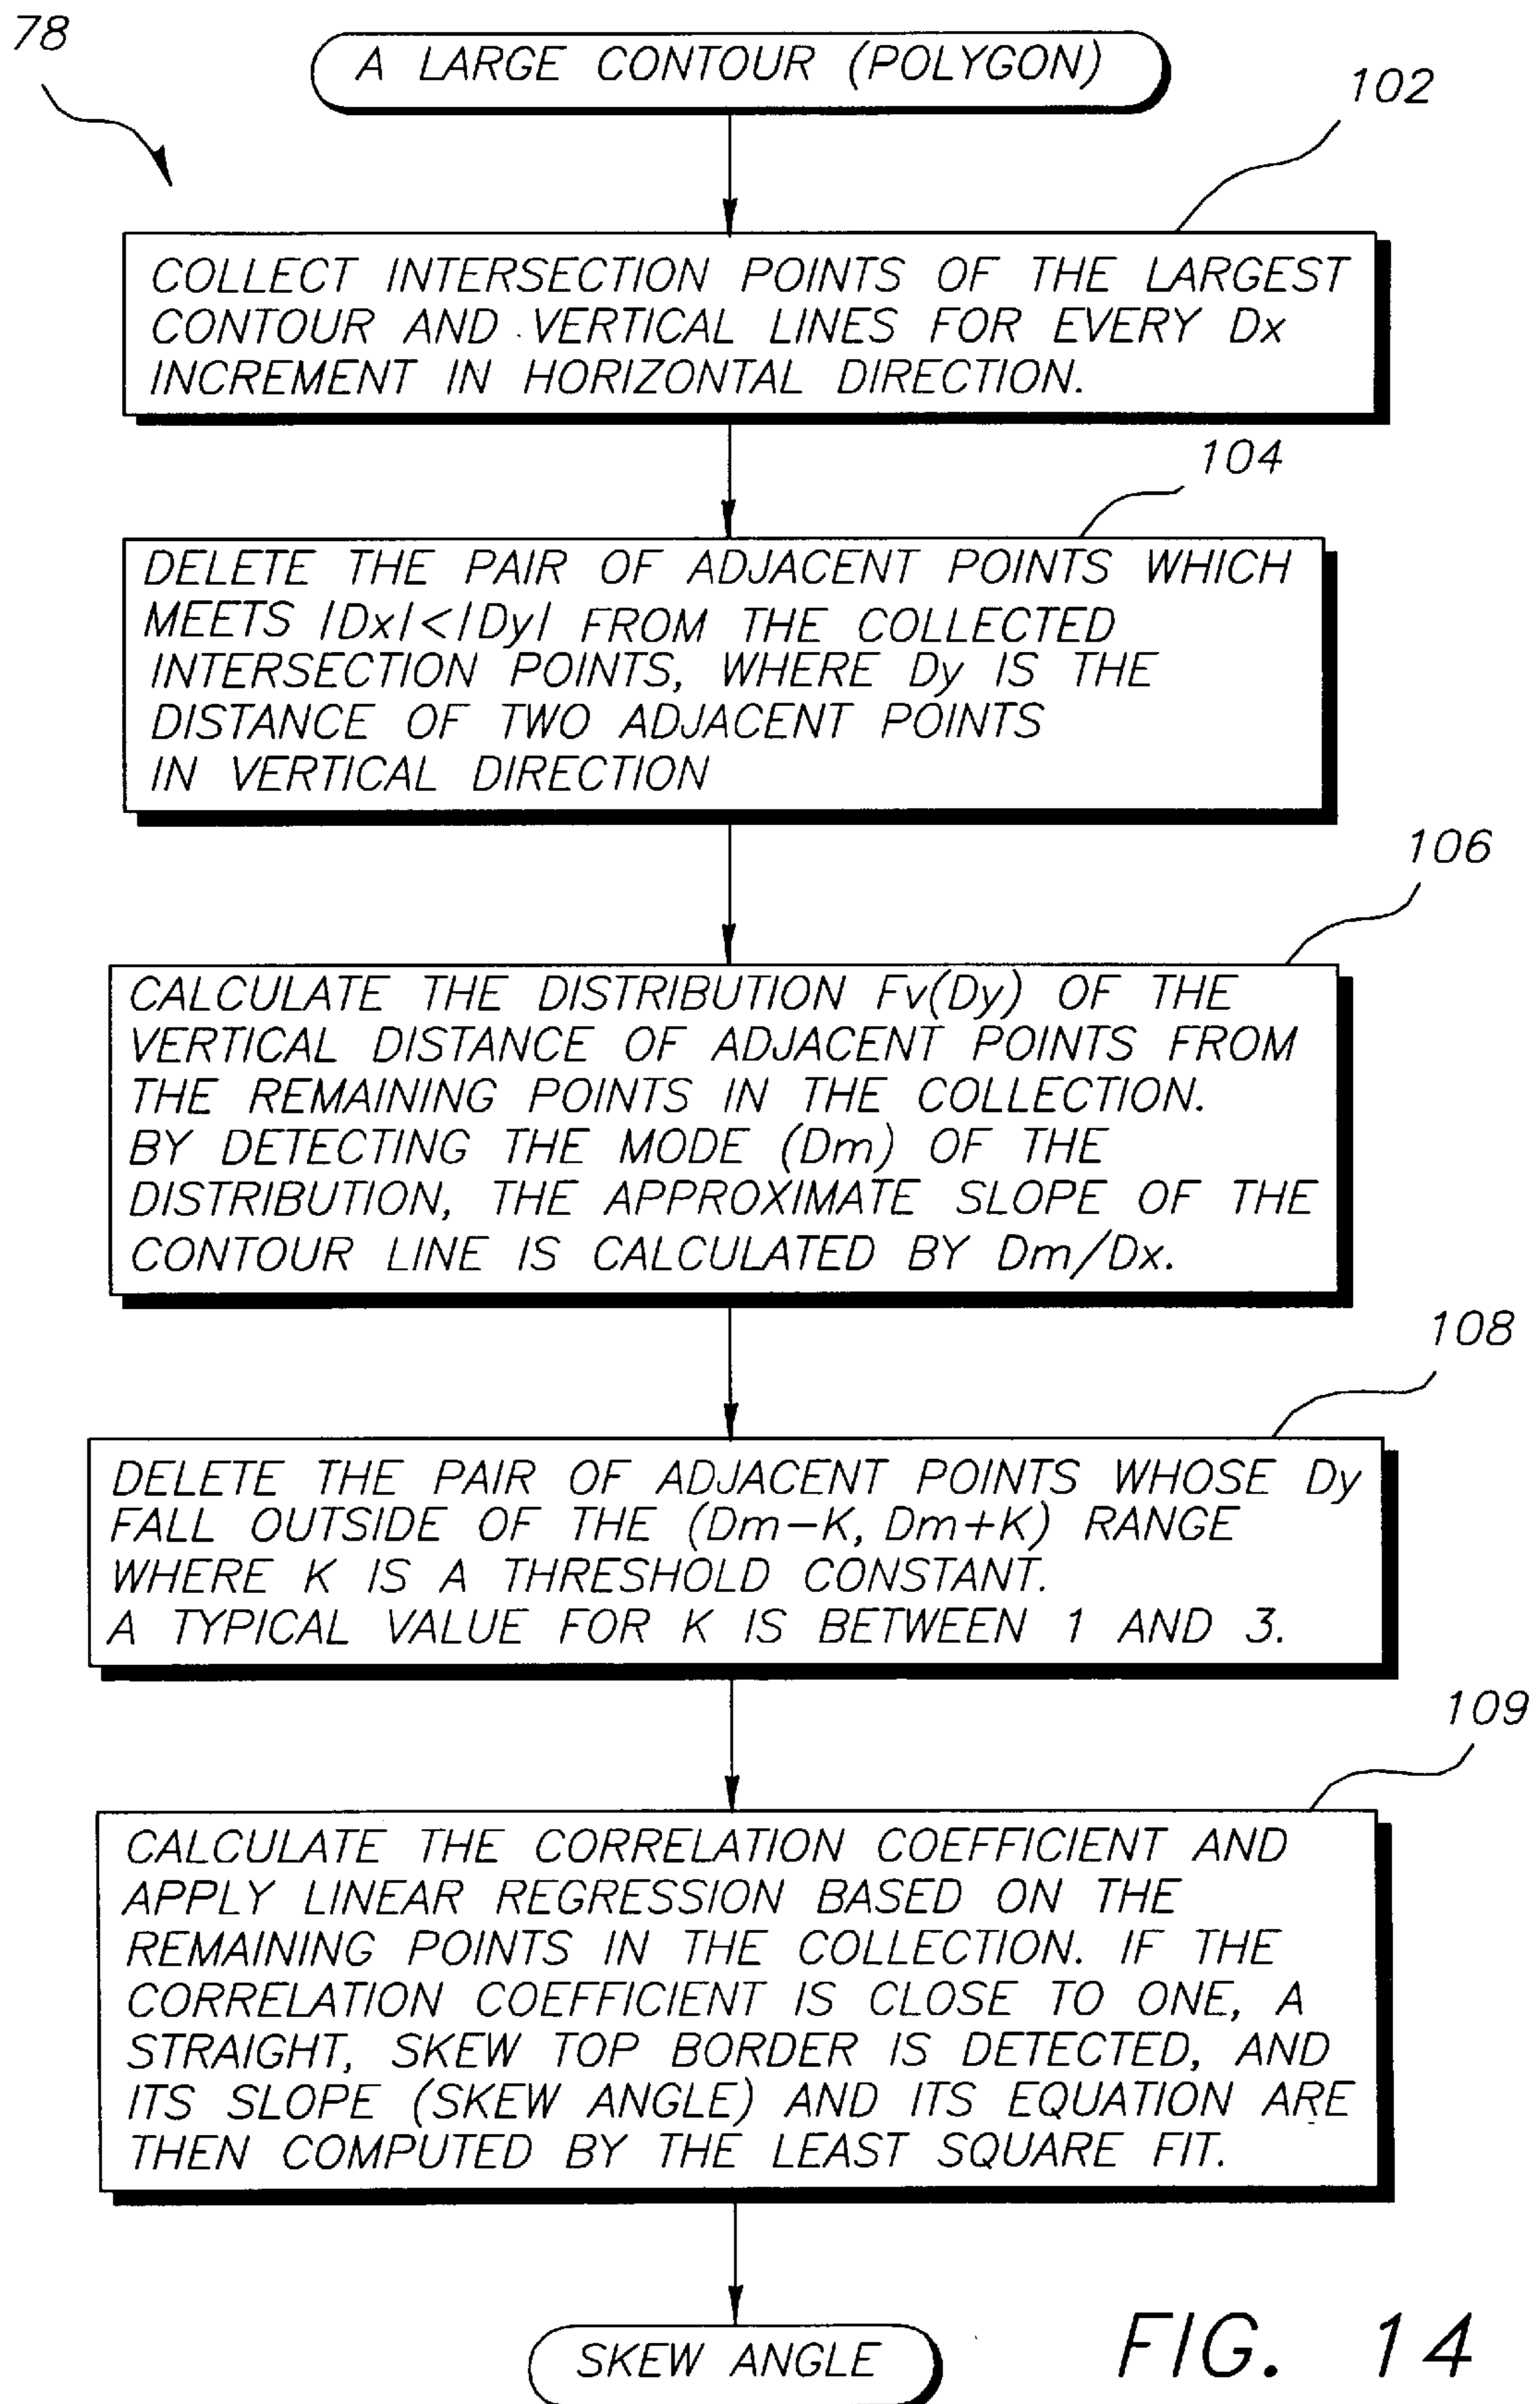 78
A LARGE CONTOUR (POLYGON)
102
COLLECT INTERSECTION POINTS OF THE LARGEST
CONTOUR AND VERTICAL LINES FOR EVERY Dx
INCREMENT IN HORIZONTAL DIRECTION.
104
DELETE THE PAIR OF ADJACENT POINTS WHICH
MEETS |Dx|<|Dy| FROM THE COLLECTED
INTERSECTION POINTS, WHERE Dy IS THE
DISTANCE OF TWO ADJACENT POINTS
IN VERTICAL DIRECTION
106
CALCULATE THE DISTRIBUTION Fv(Dy) OF THE
VERTICAL DISTANCE OF ADJACENT POINTS FROM
THE REMAINING POINTS IN THE COLLECTION.
BY DETECTING THE MODE (Dm) OF THE
DISTRIBUTION, THE APPROXIMATE SLOPE OF THE
CONTOUR LINE IS CALCULATED BY Dm/Dx.
108
DELETE THE PAIR OF ADJACENT POINTS WHOSE Dy
FALL OUTSIDE OF THE (Dm-K, Dm+K) RANGE
WHERE K IS A THRESHOLD CONSTANT.
A TYPICAL VALUE FOR K IS BETWEEN 1 AND 3.
109
CALCULATE THE CORRELATION COEFFICIENT AND
APPLY LINEAR REGRESSION BASED ON THE
REMAINING POINTS IN THE COLLECTION. IF THE
CORRELATION COEFFICIENT IS CLOSE TO ONE, A
STRAIGHT, SKEW TOP BORDER IS DETECTED, AND
ITS SLOPE (SKEW ANGLE) AND ITS EQUATION ARE
THEN COMPUTED BY THE LEAST SQUARE FIT.
SKEW ANGLE
FIG. 14